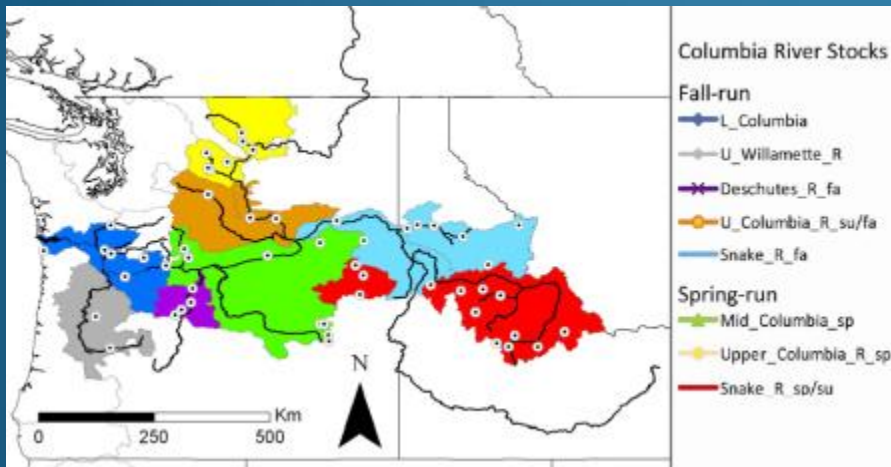 Columbia River Stocks
Fall-run
L_Columbia
U_Willamette_R
Deschutes_R_fa
U_Columbia_R_su/fa
Snake_R_fa
Spring-run
Mid_Columbia_sp
Upper_Columbia_R_sp
Snake_R_sp/su
N
Km
0 250 500